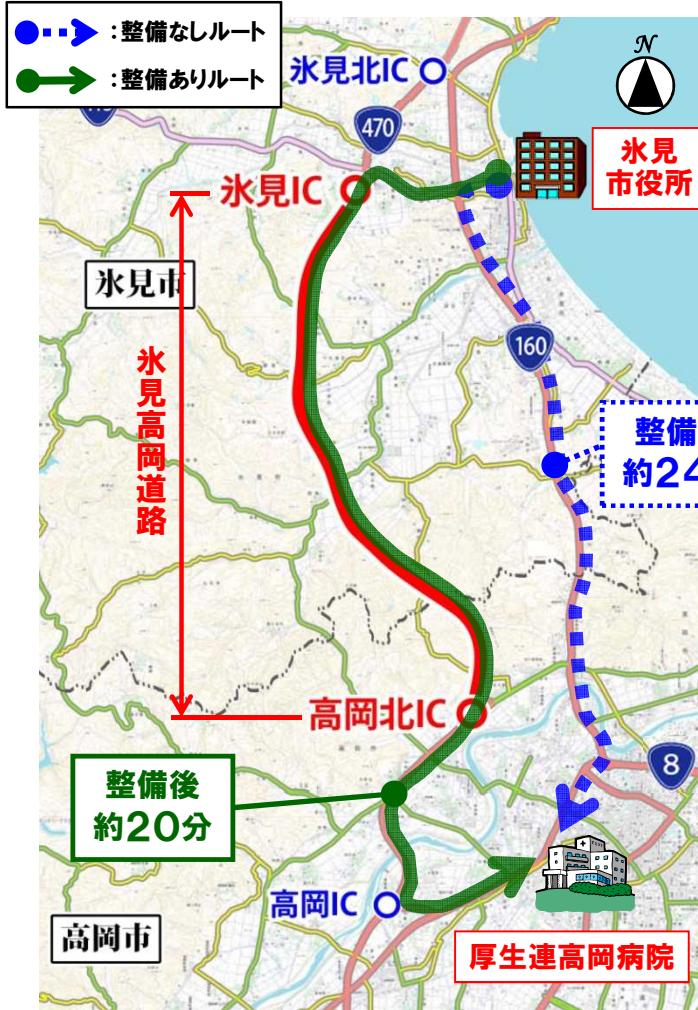 ：整備なしルート
：整備ありルート
氷見北IC
N
470
氷見
市役所
氷見IC
氷見市
160
氷見高岡道路
整備
約24
高岡北IC
8
整備後
約20分
高岡IC
高岡市
厚生連高岡病院